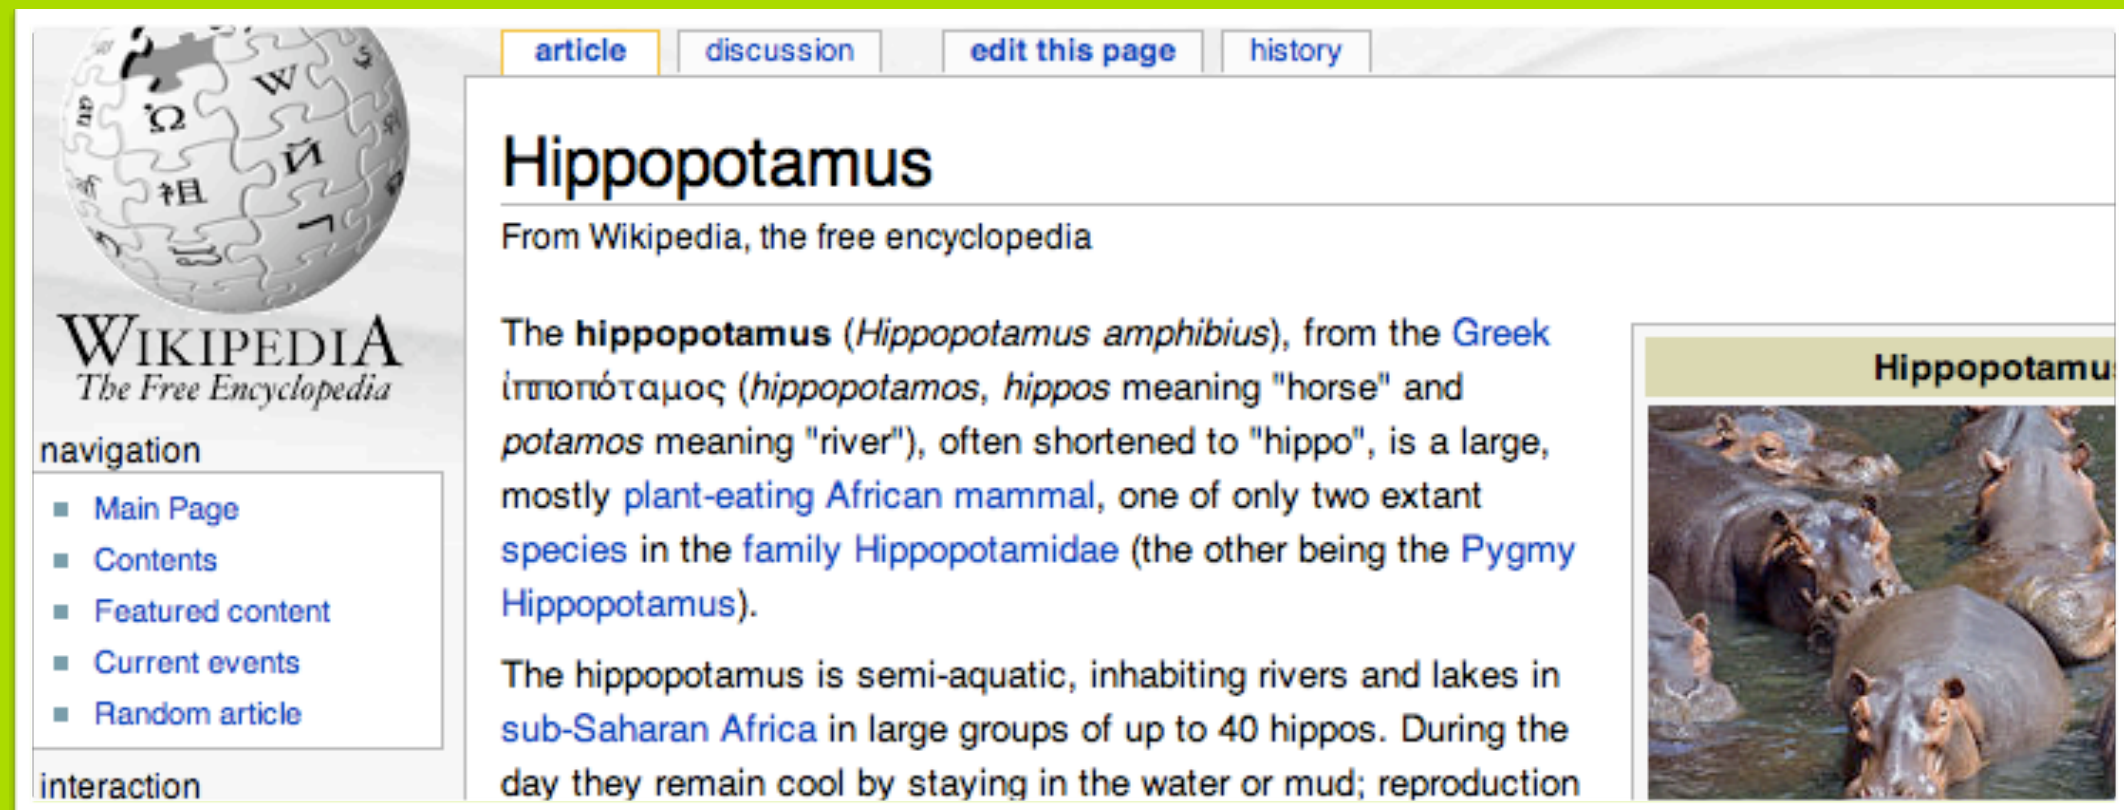 article discussion edit this page history
Hippopotamus
From Wikipedia, the free encyclopedia
The hippopotamus (Hippopotamus amphibius), from the Greek
ἱπποπόταμος (hippopotamos, hippos meaning "horse" and
potamos meaning "river"), often shortened to "hippo", is a large,
mostly plant-eating African mammal, one of only two extant
species in the family Hippopotamidae (the other being the Pygmy
Hippopotamus).
The hippopotamus is semi-aquatic, inhabiting rivers and lakes in
sub-Saharan Africa in large groups of up to 40 hippos. During the
day they remain cool by staying in the water or mud; reproduction
Hippopotamu
Ω W
祖 Й
WIKIPEDIA
The Free Encyclopedia
navigation
Main Page
Contents
Featured content
Current events
Random article
interaction